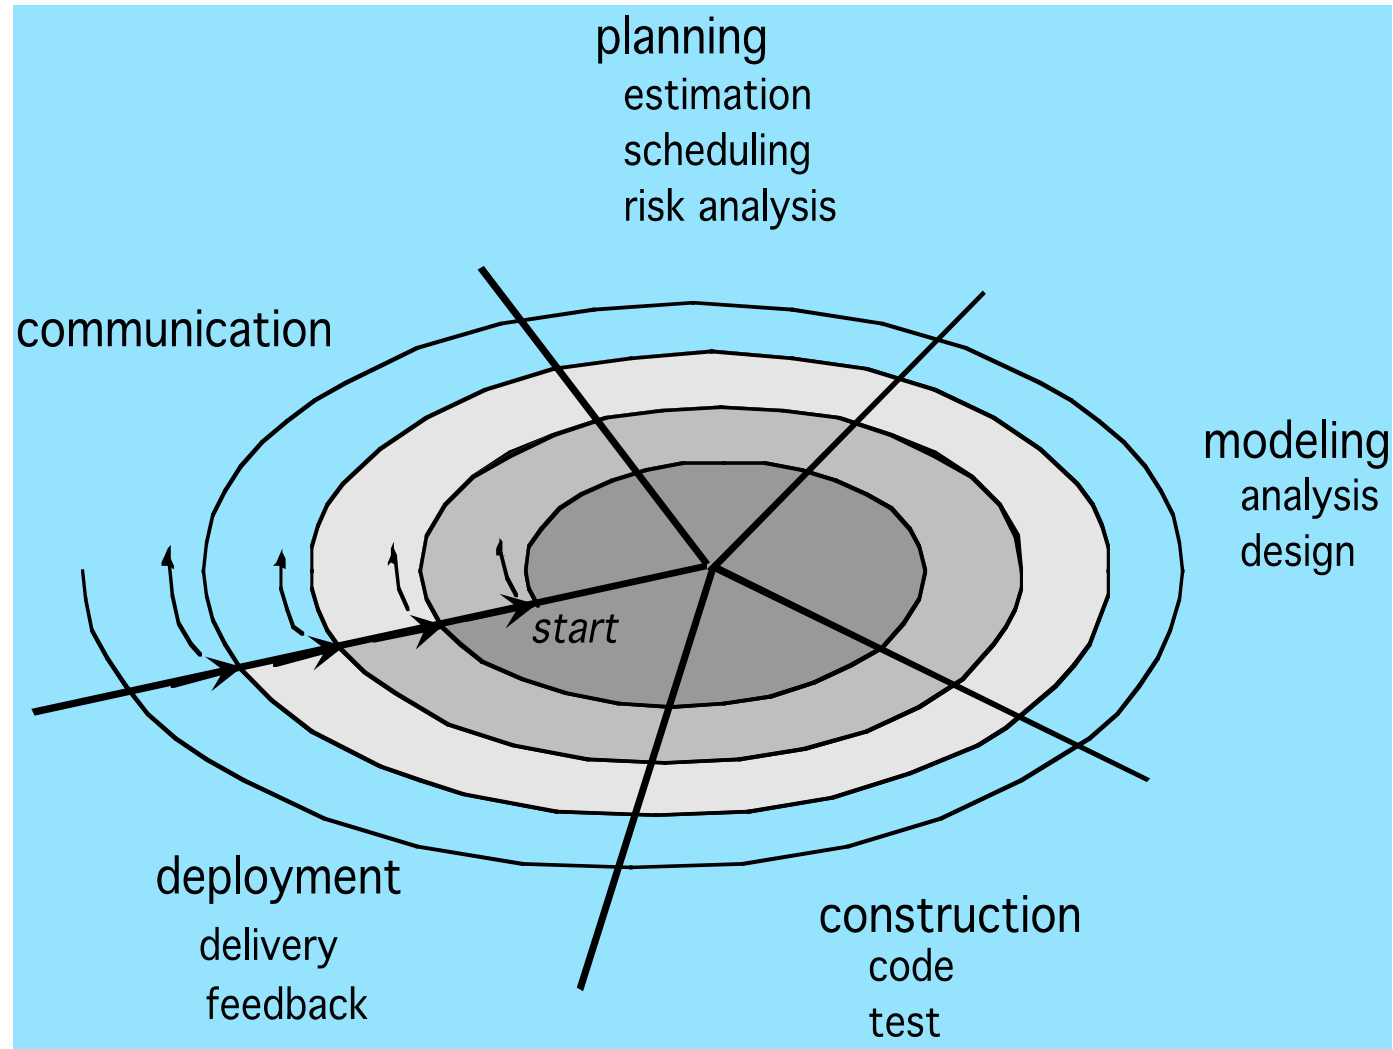 planning
estimation
scheduling
risk analysis
communication
modeling
analysis
design
start
deployment
delivery
feedback
construction
code
test